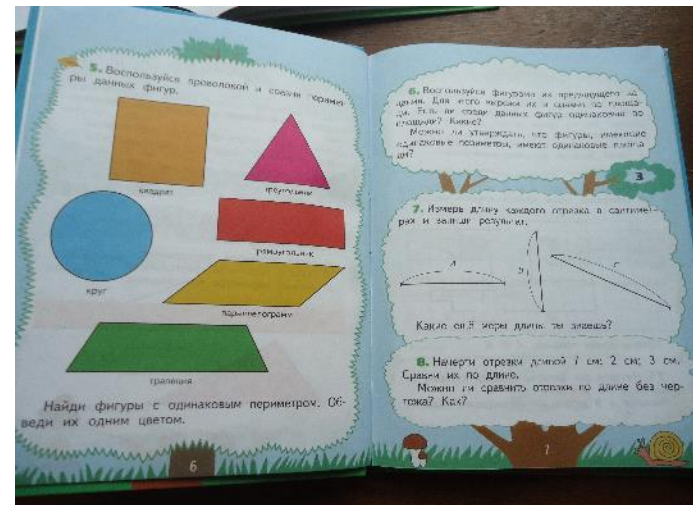 5. Воспользуйся проволокой и сравни перимет-
ры данных фигур.
квадрат
треугольник
прямоугольник
круг
параллелограмм
трапеция
Найди фигуры с одинаковым периметром. Об-
веди их одним цветом.
6
6. Воспользуйся фигурами из предыдущего за-
дания. Для этого вырежи их и сравни по площа-
ди. Есть ли среди данных фигур одинаковые по
площади? Какие?
Можно ли утверждать, что фигуры, имеющие
одинаковые периметры, имеют одинаковые площа-
ди?
3
7. Измерь длину каждого отрезка в сантимет-
рах и запиши результат.
А
В
С
Какие ещё меры длины ты знаешь?
8. Начерти отрезки длиной 7 см; 2 см; 3 см.
Сравни их по длине.
Можно ли сравнить отрезки по длине без чер-
тежа? Как?
7